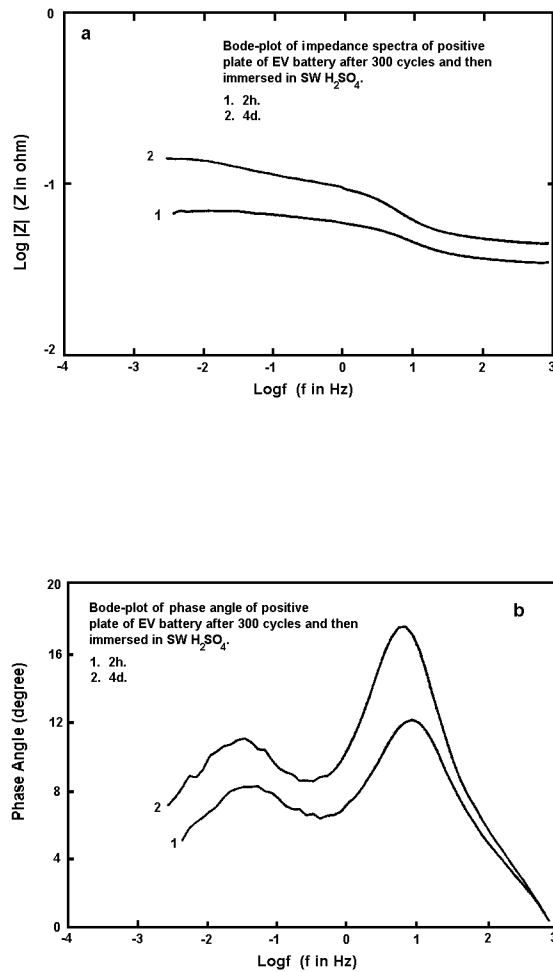 a
Bode-plot of impedance spectra of positive
plate of EV battery after 300 cycles and then
immersed in SW H2SO4.
1. 2h.
2. 4d.
0
-1
-2
Log |Z| (Z in ohm)
2
1
-4 -3 -2 -1 0 1 2 3
Logf (f in Hz)
b
Bode-plot of phase angle of positive
plate of EV battery after 300 cycles and then
immersed in SW H2SO4.
1. 2h.
2. 4d.
20
16
12
8
4
0
Phase Angle (degree)
2
1
-4 -3 -2 -1 0 1 2 3
Logf (f in Hz)